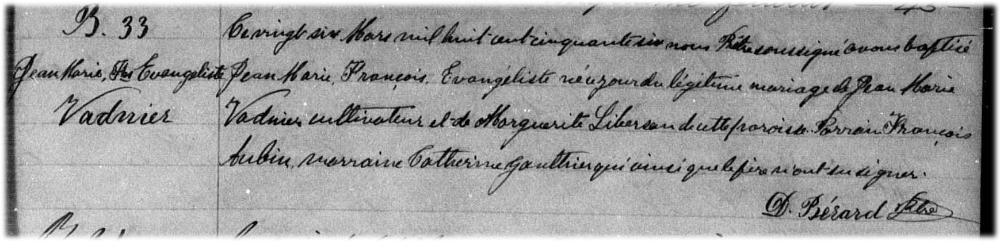 B. 33
Jean Marie, Frs Evangeliste
Vadnier
Ce vingt six Mars mil huit cent cinquante six nous Prêtre soussigné avons baptisé
Jean Marie, François, Evangéliste né ce jour du légitime mariage de Jean Marie
Vadnier cultivateur et de Marguerite Liberson de cette paroisse. Parrain François
Aubin, marraine Catherine Gaulthier qui ainsi que le père n'ont su signer.
D. Bérard Ptre